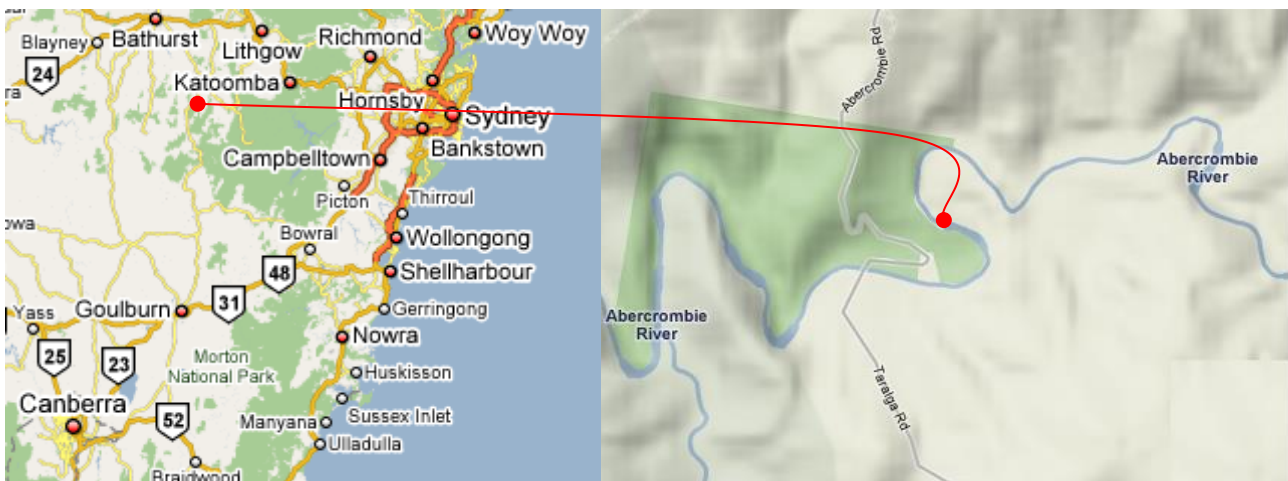 Woy Woy
Richmond
Blayney
Bathurst
Lithgow
24
ra
Katoomba
Hornsby
Sydney
Bankstown
Campbelltown
Picton
Thirroul
owa
Bowral
Wollongong
48
Shellharbour
Goulburn
31
Gerringong
Yass
Nowra
25
23
Morton
National Park
Huskisson
Canberra
52
Sussex Inlet
Manyana
Ulladulla
Braidwood
Abercrombie Rd
Abercrombie
River
Abercrombie
River
Taralga Rd